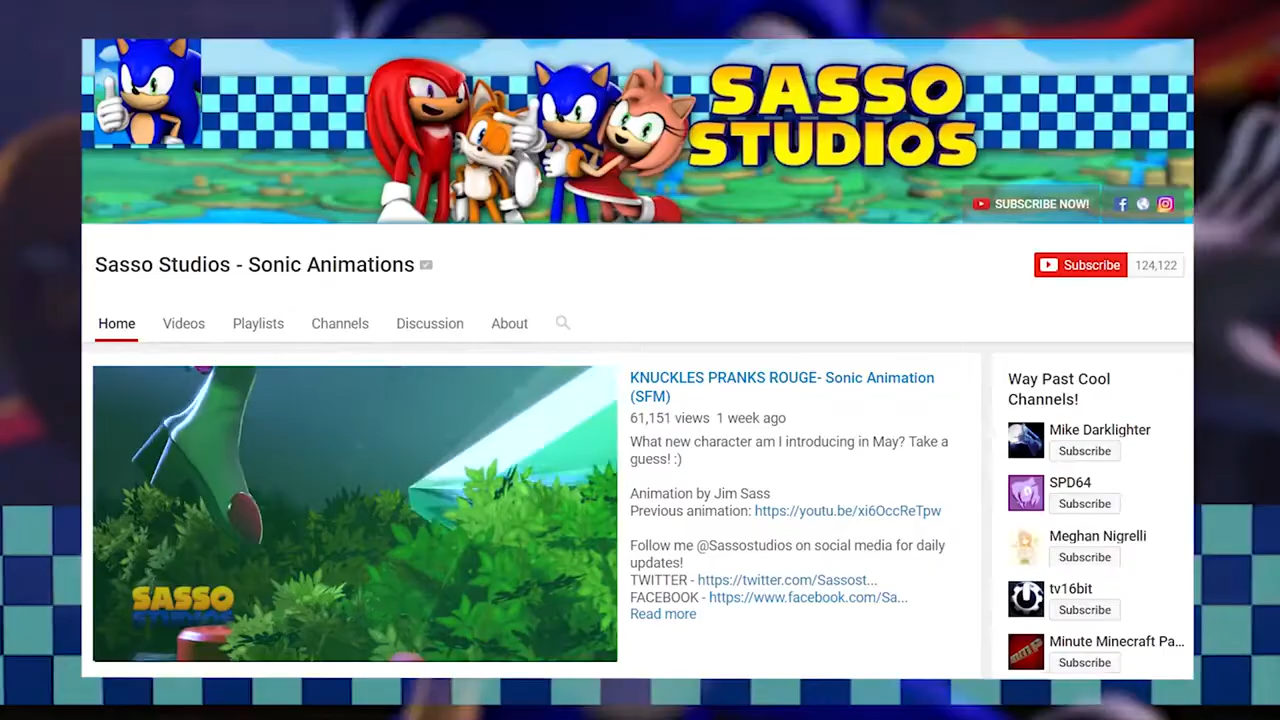 SASSO
STUDIOS
SUBSCRIBE NOW!
Sasso Studios - Sonic Animations
Subscribe 124,122
Home Videos Playlists Channels Discussion About
KNUCKLES PRANKS ROUGE- Sonic Animation
(SFM)
61,151 views 1 week ago
What new character am I introducing in May? Take a
guess! :)
Animation by Jim Sass
Previous animation: https://youtu.be/xi6OccReTpw
Follow me @Sassostudios on social media for daily
updates!
TWITTER - https://twitter.com/Sassost...
FACEBOOK - https://www.facebook.com/Sa...
Read more
SASSO
STUDIOS
Way Past Cool
Channels!
Mike Darklighter
Subscribe
SPD64
Subscribe
Meghan Nigrelli
Subscribe
tv16bit
Subscribe
Minute Minecraft Pa...
Subscribe